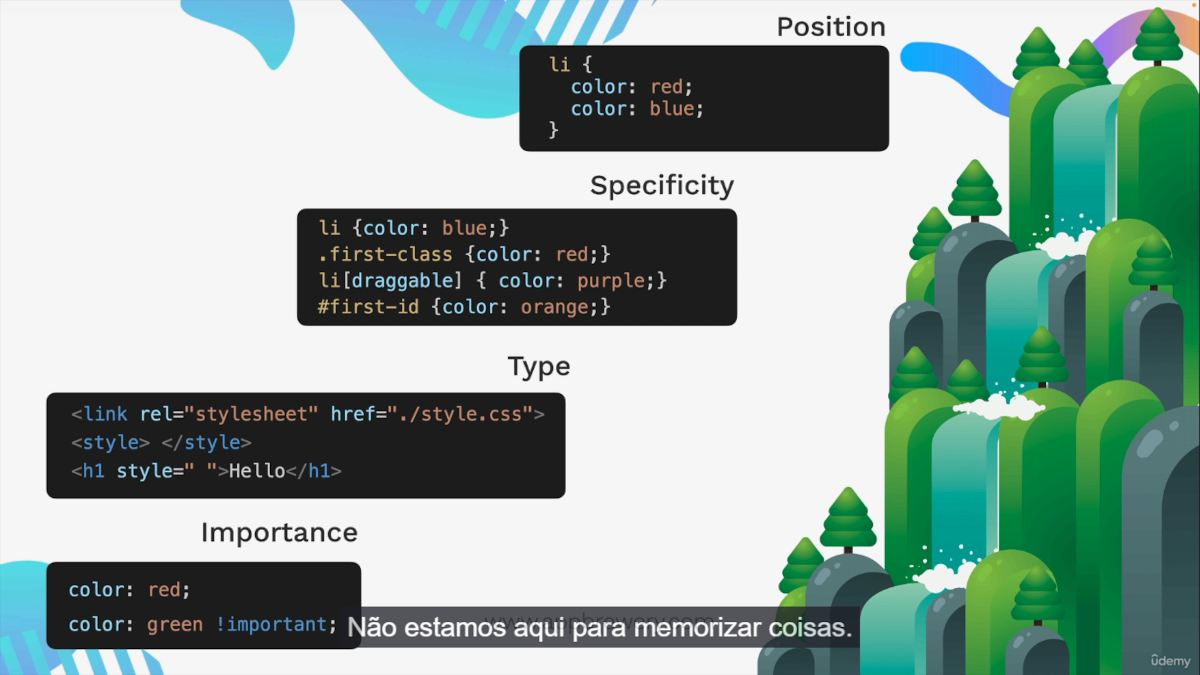 Position
li {
color: red;
color: blue;
}
Specificity
li {color: blue;}
.first-class {color: red;}
li[draggable] { color: purple;}
#first-id {color: orange;}
Type
<link rel="stylesheet" href="./style.css">
<style> </style>
<h1 style=" ">Hello</h1>
Importance
color: red;
color: green !important;
Não estamos aqui para memorizar coisas.
ûdemy